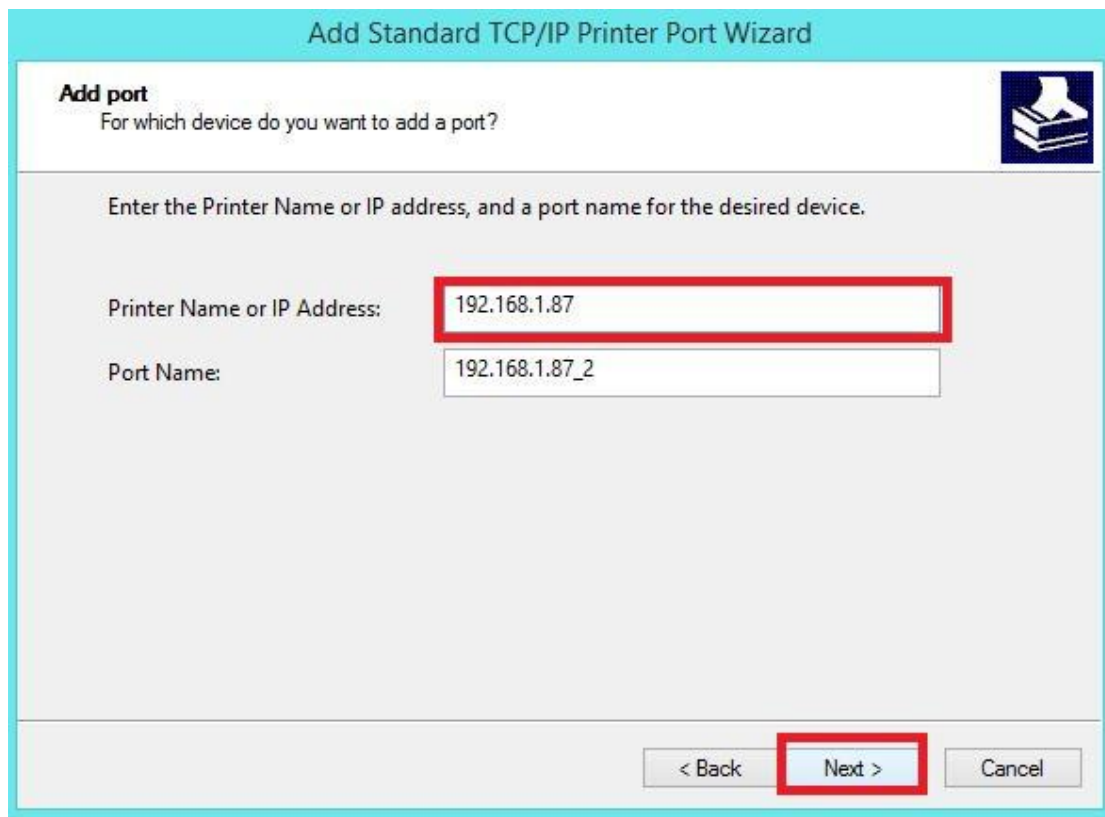 Add Standard TCP/IP Printer Port Wizard
Add port
For which device do you want to add a port?
Enter the Printer Name or IP address, and a port name for the desired device.
Printer Name or IP Address: 192.168.1.87
Port Name: 192.168.1.87_2
< Back Next > Cancel